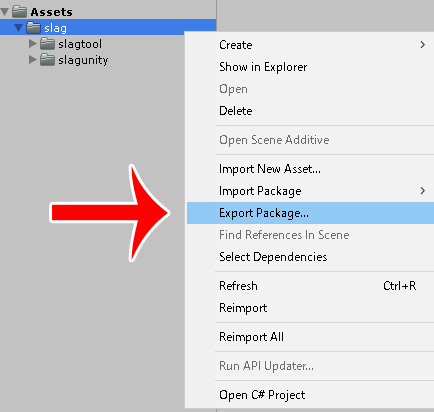 Assets
slag
slagtool
slagunity
Create
Show in Explorer
Open
Delete
Open Scene Additive
Import New Asset...
Import Package
Export Package...
Find References In Scene
Select Dependencies
Refresh Ctrl+R
Reimport
Reimport All
Run API Updater...
Open C# Project